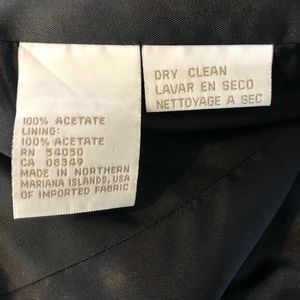 100% ACETATE
LINING:
100% ACETATE
RN 54050
CA 08349
MADE IN NORTHERN
MARIANA ISLANDS, USA
OF IMPORTED FABRIC
DRY CLEAN
LAVAR EN SECO
NETTOYAGE A SEC